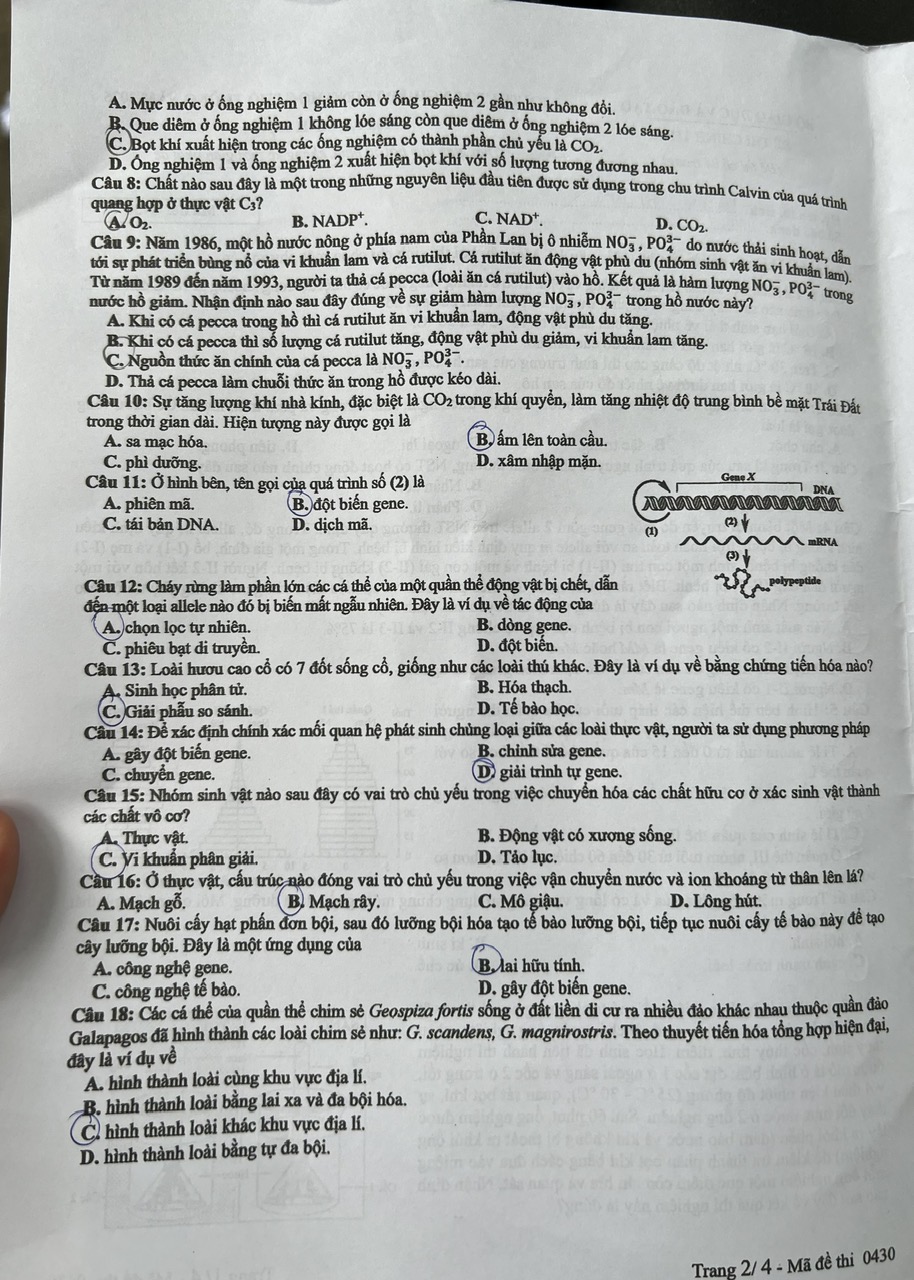 A. Mực nước ở ống nghiệm 1 giảm còn ở ống nghiệm 2 gần như không đổi.
B. Que diêm ở ống nghiệm 1 không lóe sáng còn que diêm ở ống nghiệm 2 lóe sáng.
C. Bọt khí xuất hiện trong các ống nghiệm có thành phần chủ yếu là CO₂.
D. Ống nghiệm 1 và ống nghiệm 2 xuất hiện bọt khí với số lượng tương đương nhau.
Câu 8: Chất nào sau đây là một trong những nguyên liệu đầu tiên được sử dụng trong chu trình Calvin của quá trình
quang hợp ở thực vật C₃?
A. O₂. B. NADP⁺. C. NAD⁺. D. CO₂.
Câu 9: Năm 1986, một hồ nước nông ở phía nam của Phần Lan bị ô nhiễm NO₃⁻, PO₄³⁻ do nước thải sinh hoạt, dẫn
tới sự phát triển bùng nổ của vi khuẩn lam và cá rutilut. Cá rutilut ăn động vật phù du (nhóm sinh vật ăn vi khuẩn lam).
Từ năm 1989 đến năm 1993, người ta thả cá pecca (loài ăn cá rutilut) vào hồ. Kết quả là hàm lượng NO₃⁻, PO₄³⁻ trong
nước hồ giảm. Nhận định nào sau đây đúng về sự giảm hàm lượng NO₃⁻, PO₄³⁻ trong hồ nước này?
A. Khi có cá pecca trong hồ thì cá rutilut ăn vi khuẩn lam, động vật phù du tăng.
B. Khi có cá pecca thì số lượng cá rutilut tăng, động vật phù du giảm, vi khuẩn lam tăng.
C. Nguồn thức ăn chính của cá pecca là NO₃⁻, PO₄³⁻.
D. Thả cá pecca làm chuỗi thức ăn trong hồ được kéo dài.
Câu 10: Sự tăng lượng khí nhà kính, đặc biệt là CO₂ trong khí quyển, làm tăng nhiệt độ trung bình bề mặt Trái Đất
trong thời gian dài. Hiện tượng này được gọi là
A. sa mạc hóa. B. ấm lên toàn cầu.
C. phì dưỡng. D. xâm nhập mặn.
Câu 11: Ở hình bên, tên gọi của quá trình số (2) là
A. phiên mã. B. đột biến gene.
C. tái bản DNA. D. dịch mã.
Gene X
DNA
(1)
(2)
mRNA
(3)
polypeptide
Câu 12: Cháy rừng làm phần lớn các cá thể của một quần thể động vật bị chết, dẫn
đến một loại allele nào đó bị biến mất ngẫu nhiên. Đây là ví dụ về tác động của
A. chọn lọc tự nhiên. B. dòng gene.
C. phiêu bạt di truyền. D. đột biến.
Câu 13: Loài hươu cao cổ có 7 đốt sống cổ, giống như các loài thú khác. Đây là ví dụ về bằng chứng tiến hóa nào?
A. Sinh học phân tử. B. Hóa thạch.
C. Giải phẫu so sánh. D. Tế bào học.
Câu 14: Để xác định chính xác mối quan hệ phát sinh chủng loại giữa các loài thực vật, người ta sử dụng phương pháp
A. gây đột biến gene. B. chỉnh sửa gene.
C. chuyển gene. D. giải trình tự gene.
Câu 15: Nhóm sinh vật nào sau đây có vai trò chủ yếu trong việc chuyển hóa các chất hữu cơ ở xác sinh vật thành
các chất vô cơ?
A. Thực vật. B. Động vật có xương sống.
C. Vi khuẩn phân giải. D. Tảo lục.
Câu 16: Ở thực vật, cấu trúc nào đóng vai trò chủ yếu trong việc vận chuyển nước và ion khoáng từ thân lên lá?
A. Mạch gỗ. B. Mạch rây. C. Mô giậu. D. Lông hút.
Câu 17: Nuôi cấy hạt phấn đơn bội, sau đó lưỡng bội hóa tạo tế bào lưỡng bội, tiếp tục nuôi cấy tế bào này để tạo
cây lưỡng bội. Đây là một ứng dụng của
A. công nghệ gene. B. lai hữu tính.
C. công nghệ tế bào. D. gây đột biến gene.
Câu 18: Các cá thể của quần thể chim sẻ Geospiza fortis sống ở đất liền di cư ra nhiều đảo khác nhau thuộc quần đảo
Galapagos đã hình thành các loài chim sẻ như: G. scandens, G. magnirostris. Theo thuyết tiến hóa tổng hợp hiện đại,
đây là ví dụ về
A. hình thành loài cùng khu vực địa lí.
B. hình thành loài bằng lai xa và đa bội hóa.
C. hình thành loài khác khu vực địa lí.
D. hình thành loài bằng tự đa bội.
Trang 2/ 4 - Mã đề thi 0430